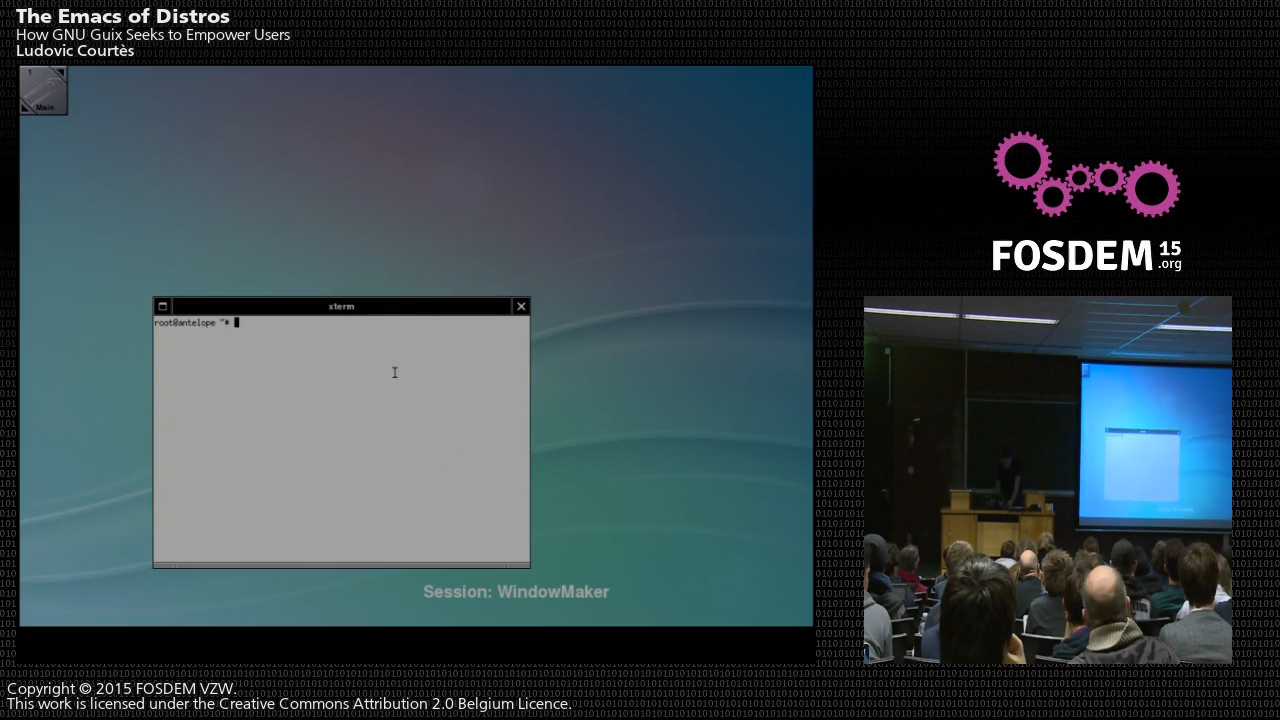 The Emacs of Distros
How GNU Guix Seeks to Empower Users
Ludovic Courtès
1
Main
xterm
root@antelope ~#
Session: WindowMaker
FOSDEM 15
.org
Copyright © 2015 FOSDEM VZW.
This work is licensed under the Creative Commons Attribution 2.0 Belgium Licence.